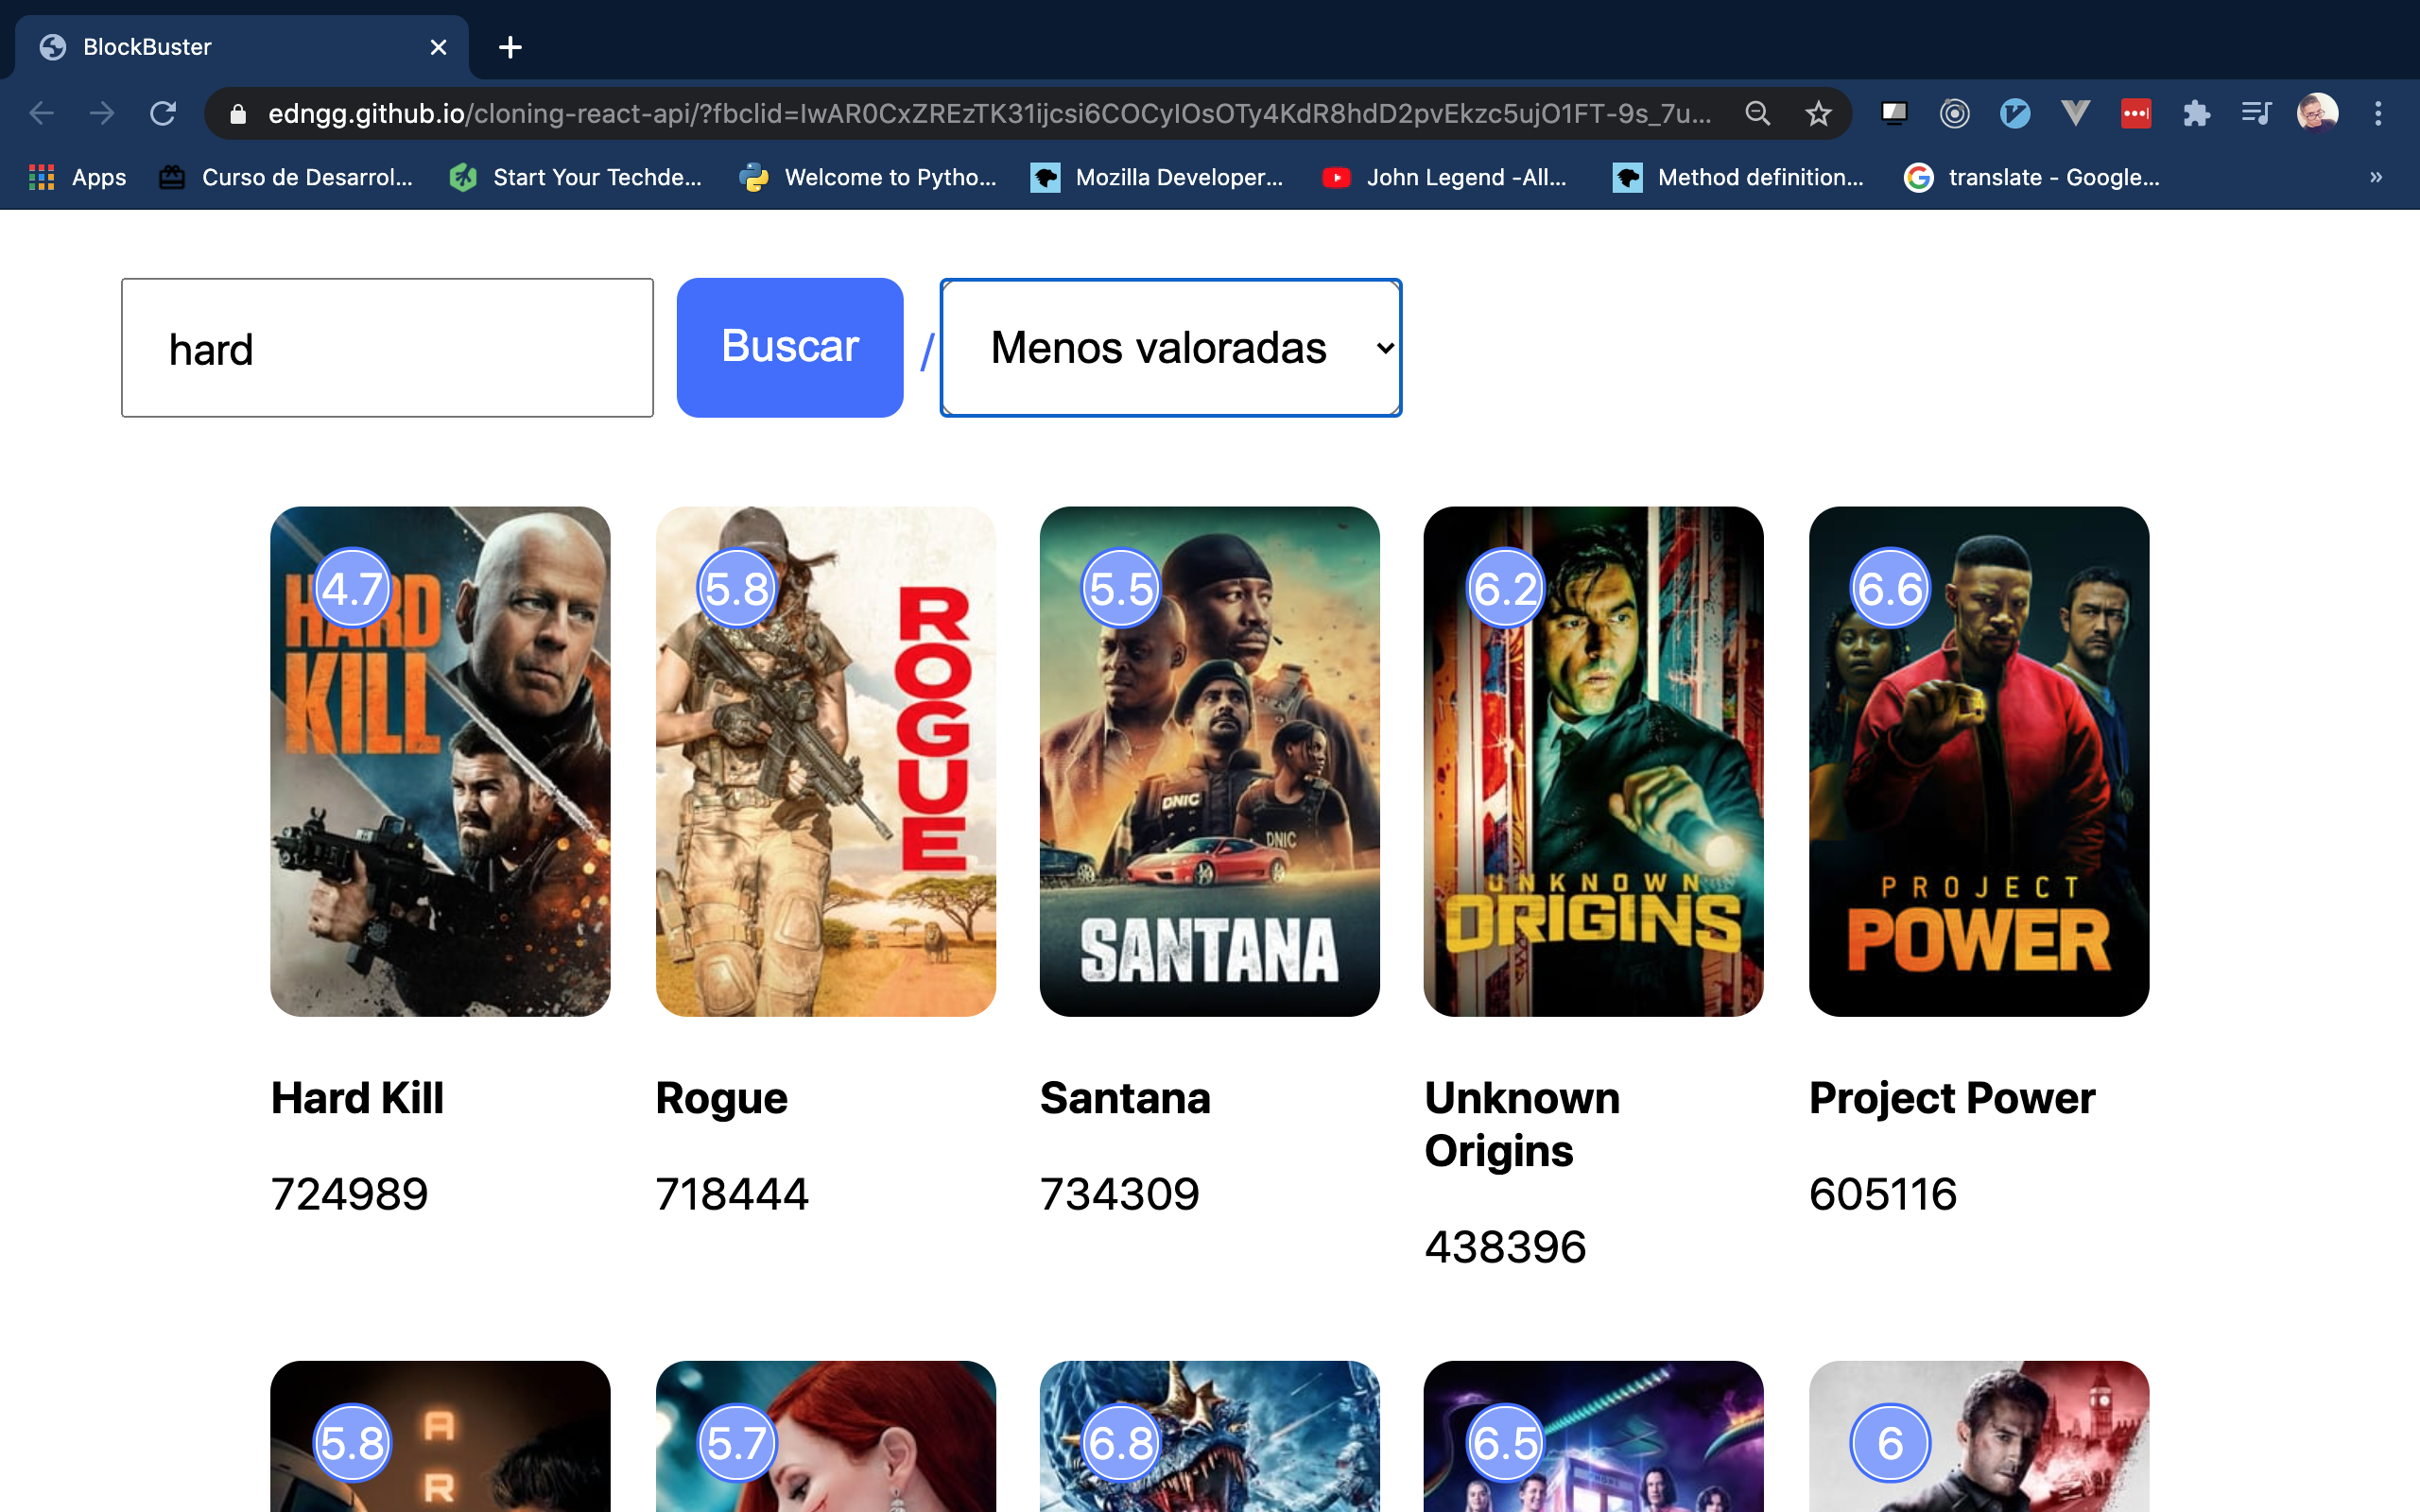 BlockBuster
edngg.github.io/cloning-react-api/?fbclid=IwAR0CxZREzTK31ijcsi6COCyIOsOTy4KdR8hdD2pvEkzc5ujO1FT-9s_7u...
Apps Curso de Desarrol... Start Your Techde... Welcome to Pytho... Mozilla Developer... John Legend -All... Method definition... translate - Google... »
hard Buscar / Menos valoradas
4.7 5.8 5.5 6.2 6.6
HARD KILL
ROGUE
DNIC
DNIC
SANTANA
UNKNOWN
ORIGINS
PROJECT
POWER
Hard Kill Rogue Santana Unknown Origins Project Power
724989 718444 734309 438396 605116
5.8 5.7 6.8 6.5 6
A
R